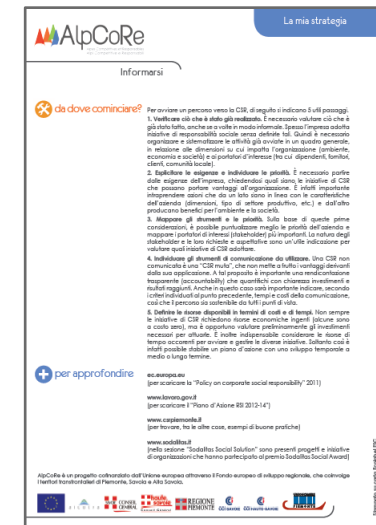 La mia strategia
AlpCoRe
Informarsi
da dove cominciare?
Per avviare un percorso verso la CSR, di seguito si indicano 5 utili passaggi.
1. Verificare ciò che è stato già realizzato. È necessario valutare ciò che è
già stato fatto, anche se a volte in modo informale. Spesso l'impresa adotta
iniziative di responsabilità sociale senza definirle tali. Quindi è necessario
organizzare e sistematizzare le attività già avviate in un quadro generale,
in relazione alle dimensioni su cui impatta l'organizzazione (ambiente,
economia e società) e ai portatori d'interesse (tra cui dipendenti, fornitori,
clienti, comunità locale).
2. Esplicitare le esigenze e individuare le priorità. È necessario partire
dalle esigenze dell'impresa, chiedendosi quali sono le iniziative di CSR
che possano portare vantaggi all'organizzazione. È infatti importante
intraprendere azioni che da un lato siano in linea con le caratteristiche
dell'azienda (dimensioni, tipo di settore produttivo, etc.) e dall'altro
producano benefici per l'ambiente e la società.
3. Mappare gli strumenti e le priorità. Sulla base di queste prime
considerazioni, è possibile puntualizzare meglio le priorità dell'azienda e
mappare i portatori di interessi (stakeholder) più importanti. La natura degli
stakeholder e le loro richieste e aspettative sono un'utile indicazione per
valutare quali iniziative di CSR adottare.
4. Individuare gli strumenti di comunicazione da utilizzare. Una CSR non
comunicata è una "CSR muta", che non mette a frutto i vantaggi derivanti
dalla sua applicazione. A tal proposito è importante una rendicontazione
trasparente (accountability) che quantifichi con chiarezza investimenti e
risultati raggiunti. Anche in questo caso sarà importante indicare, secondo
i criteri individuati al punto precedente, tempi e costi della comunicazione,
così che il percorso sia sostenibile da tutti i punti di vista.
5. Definire le risorse disponibili in termini di costi e di tempi. Non sempre
le iniziative di CSR richiedono risorse economiche ingenti (alcune sono
a costo zero), ma è opportuno valutare preliminarmente gli investimenti
necessari per attuarle. È inoltre indispensabile considerare le risorse di
tempo occorrenti per avviare e gestire le diverse iniziative. Soltanto così è
infatti possibile stabilire un piano d'azione con uno sviluppo temporale a
medio o lungo termine.
per approfondire
ec.europa.eu
(per scaricare la "Policy on corporate social responsibility" 2011)
www.lavoro.gov.it
(per scaricare il "Piano d'Azione RSI 2012-14")
www.csrpiemonte.it
(per trovare, tra le altre cose, esempi di buone pratiche)
www.sodalitas.it
(nella sezione "Sodalitas Social Solution" sono presenti progetti e iniziative
di organizzazioni che hanno partecipato al premio Sodalitas Social Award)
AlpCoRe è un progetto cofinanziato dall'Unione europea attraverso il Fondo europeo di sviluppo regionale, che coinvolge
i territori transfrontalieri di Piemonte, Savoia e Alta Savoia.
CONSEIL
GENERAL
haute
savoie
REGIONE
PIEMONTE
CCI SAVOIE
CCI HAUTE-SAVOIE